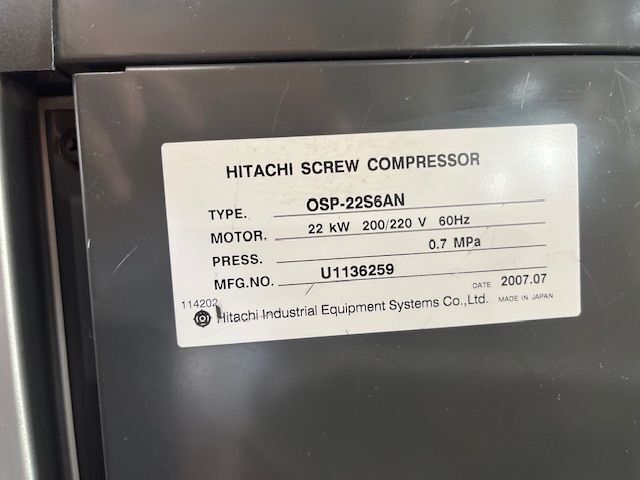 HITACHI SCREW COMPRESSOR
TYPE. OSP-22S6AN
MOTOR. 22 kW 200/220 V 60Hz
PRESS. 0.7 MPa
MFG.NO. U1136259
DATE 2007.07
114202
Hitachi Industrial Equipment Systems Co.,Ltd. MADE IN JAPAN